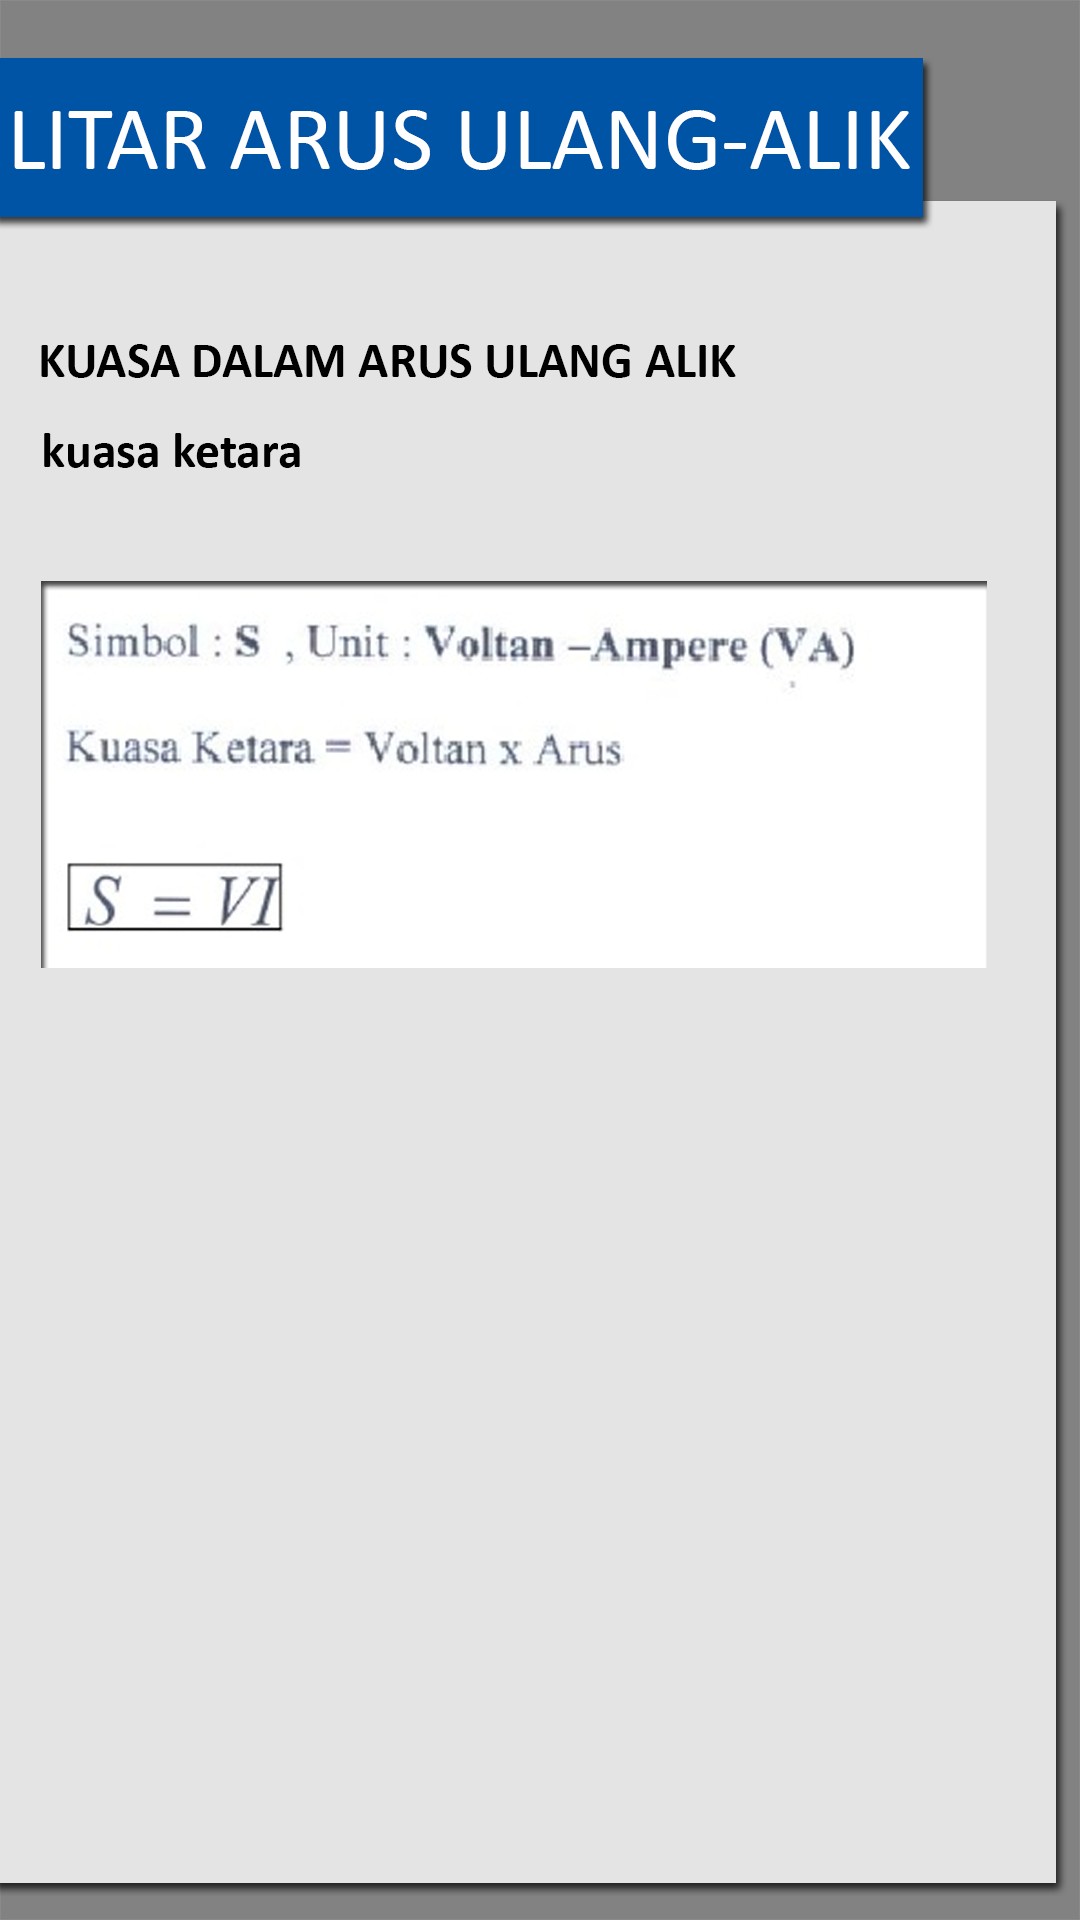 LITAR ARUS ULANG-ALIK
KUASA DALAM ARUS ULANG ALIK
kuasa ketara
Simbol : S , Unit : Voltan –Ampere (VA)
Kuasa Ketara = Voltan x Arus
S = VI